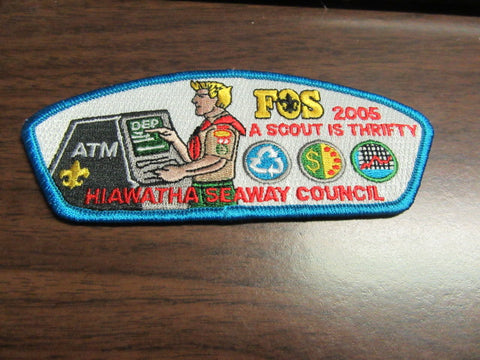 FOS 2005
A SCOUT IS THRIFTY
DEP
ATM
$
HIAWATHA SEAWAY COUNCIL